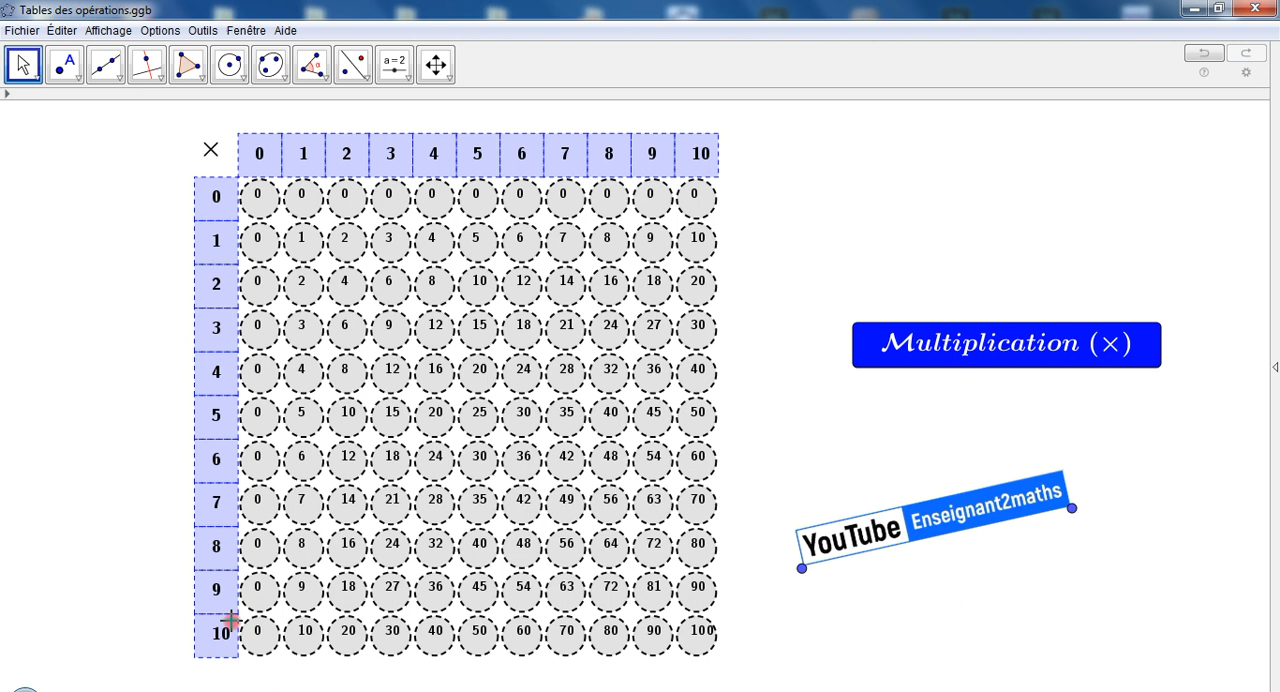 Tables des opérations.ggb
Fichier Éditer Affichage Options Outils Fenêtre Aide
A α a=2
× 0 1 2 3 4 5 6 7 8 9 10
0 0 0 0 0 0 0 0 0 0 0 0
1 0 1 2 3 4 5 6 7 8 9 10
2 0 2 4 6 8 10 12 14 16 18 20
3 0 3 6 9 12 15 18 21 24 27 30
4 0 4 8 12 16 20 24 28 32 36 40
5 0 5 10 15 20 25 30 35 40 45 50
6 0 6 12 18 24 30 36 42 48 54 60
7 0 7 14 21 28 35 42 49 56 63 70
8 0 8 16 24 32 40 48 56 64 72 80
9 0 9 18 27 36 45 54 63 72 81 90
10 0 10 20 30 40 50 60 70 80 90 100
Multiplication (×)
YouTube Enseignant2maths